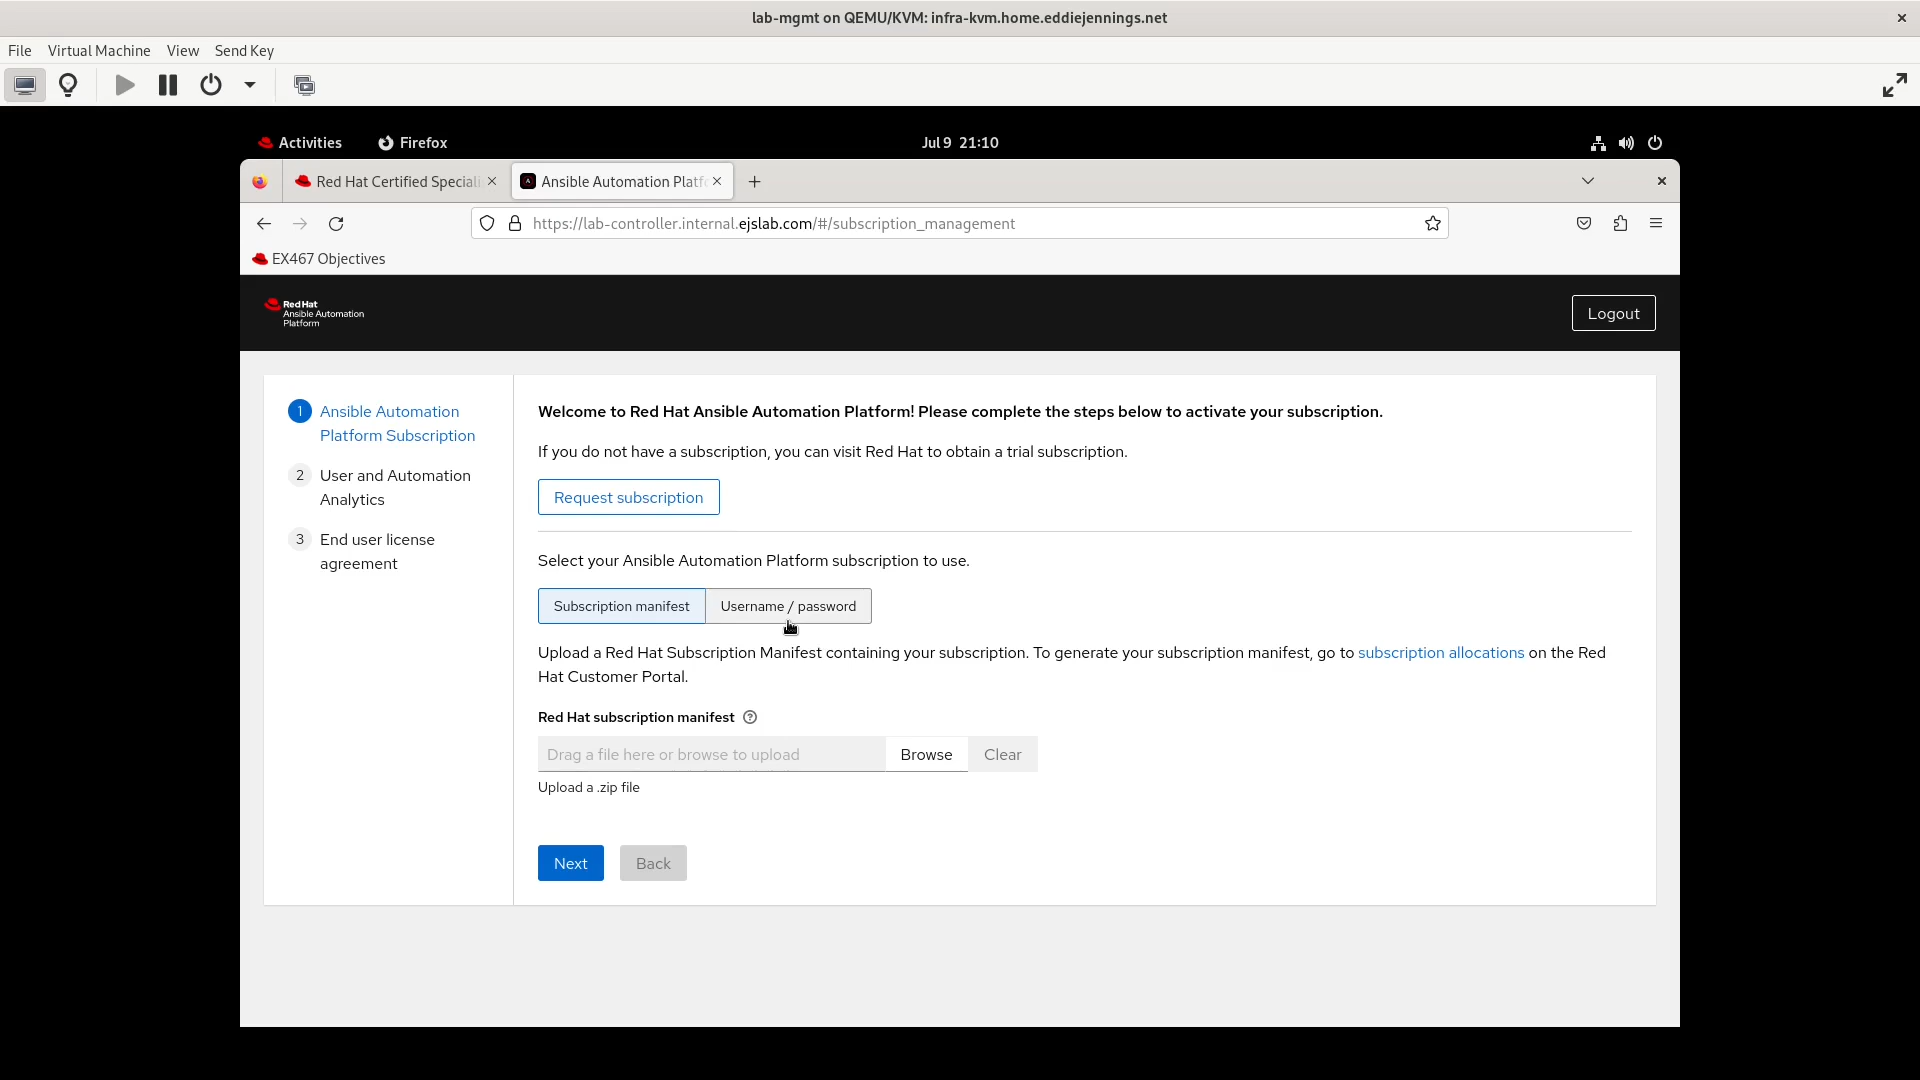 lab-mgmt on QEMU/KVM: infra-kvm.home.eddiejennings.net
File Virtual Machine View Send Key
Activities Firefox Jul 9 21:10
Red Hat Certified Speciali Ansible Automation Platf
https://lab-controller.internal.ejslab.com/#/subscription_management
EX467 Objectives
Red Hat
Ansible Automation
Platform
Logout
1 Ansible Automation
Platform Subscription
2 User and Automation
Analytics
3 End user license
agreement
Welcome to Red Hat Ansible Automation Platform! Please complete the steps below to activate your subscription.
If you do not have a subscription, you can visit Red Hat to obtain a trial subscription.
Request subscription
Select your Ansible Automation Platform subscription to use.
Subscription manifest Username / password
Upload a Red Hat Subscription Manifest containing your subscription. To generate your subscription manifest, go to subscription allocations on the Red
Hat Customer Portal.
Red Hat subscription manifest
Drag a file here or browse to upload Browse Clear
Upload a .zip file
Next Back